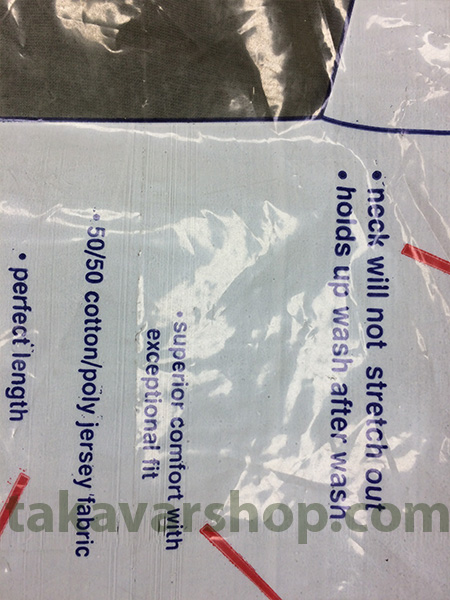 • neck will not stretch out
• holds up wash after wash
• superior comfort with
exceptional fit
• 50/50 cotton/poly jersey fabric
• perfect length
takavarshop.com